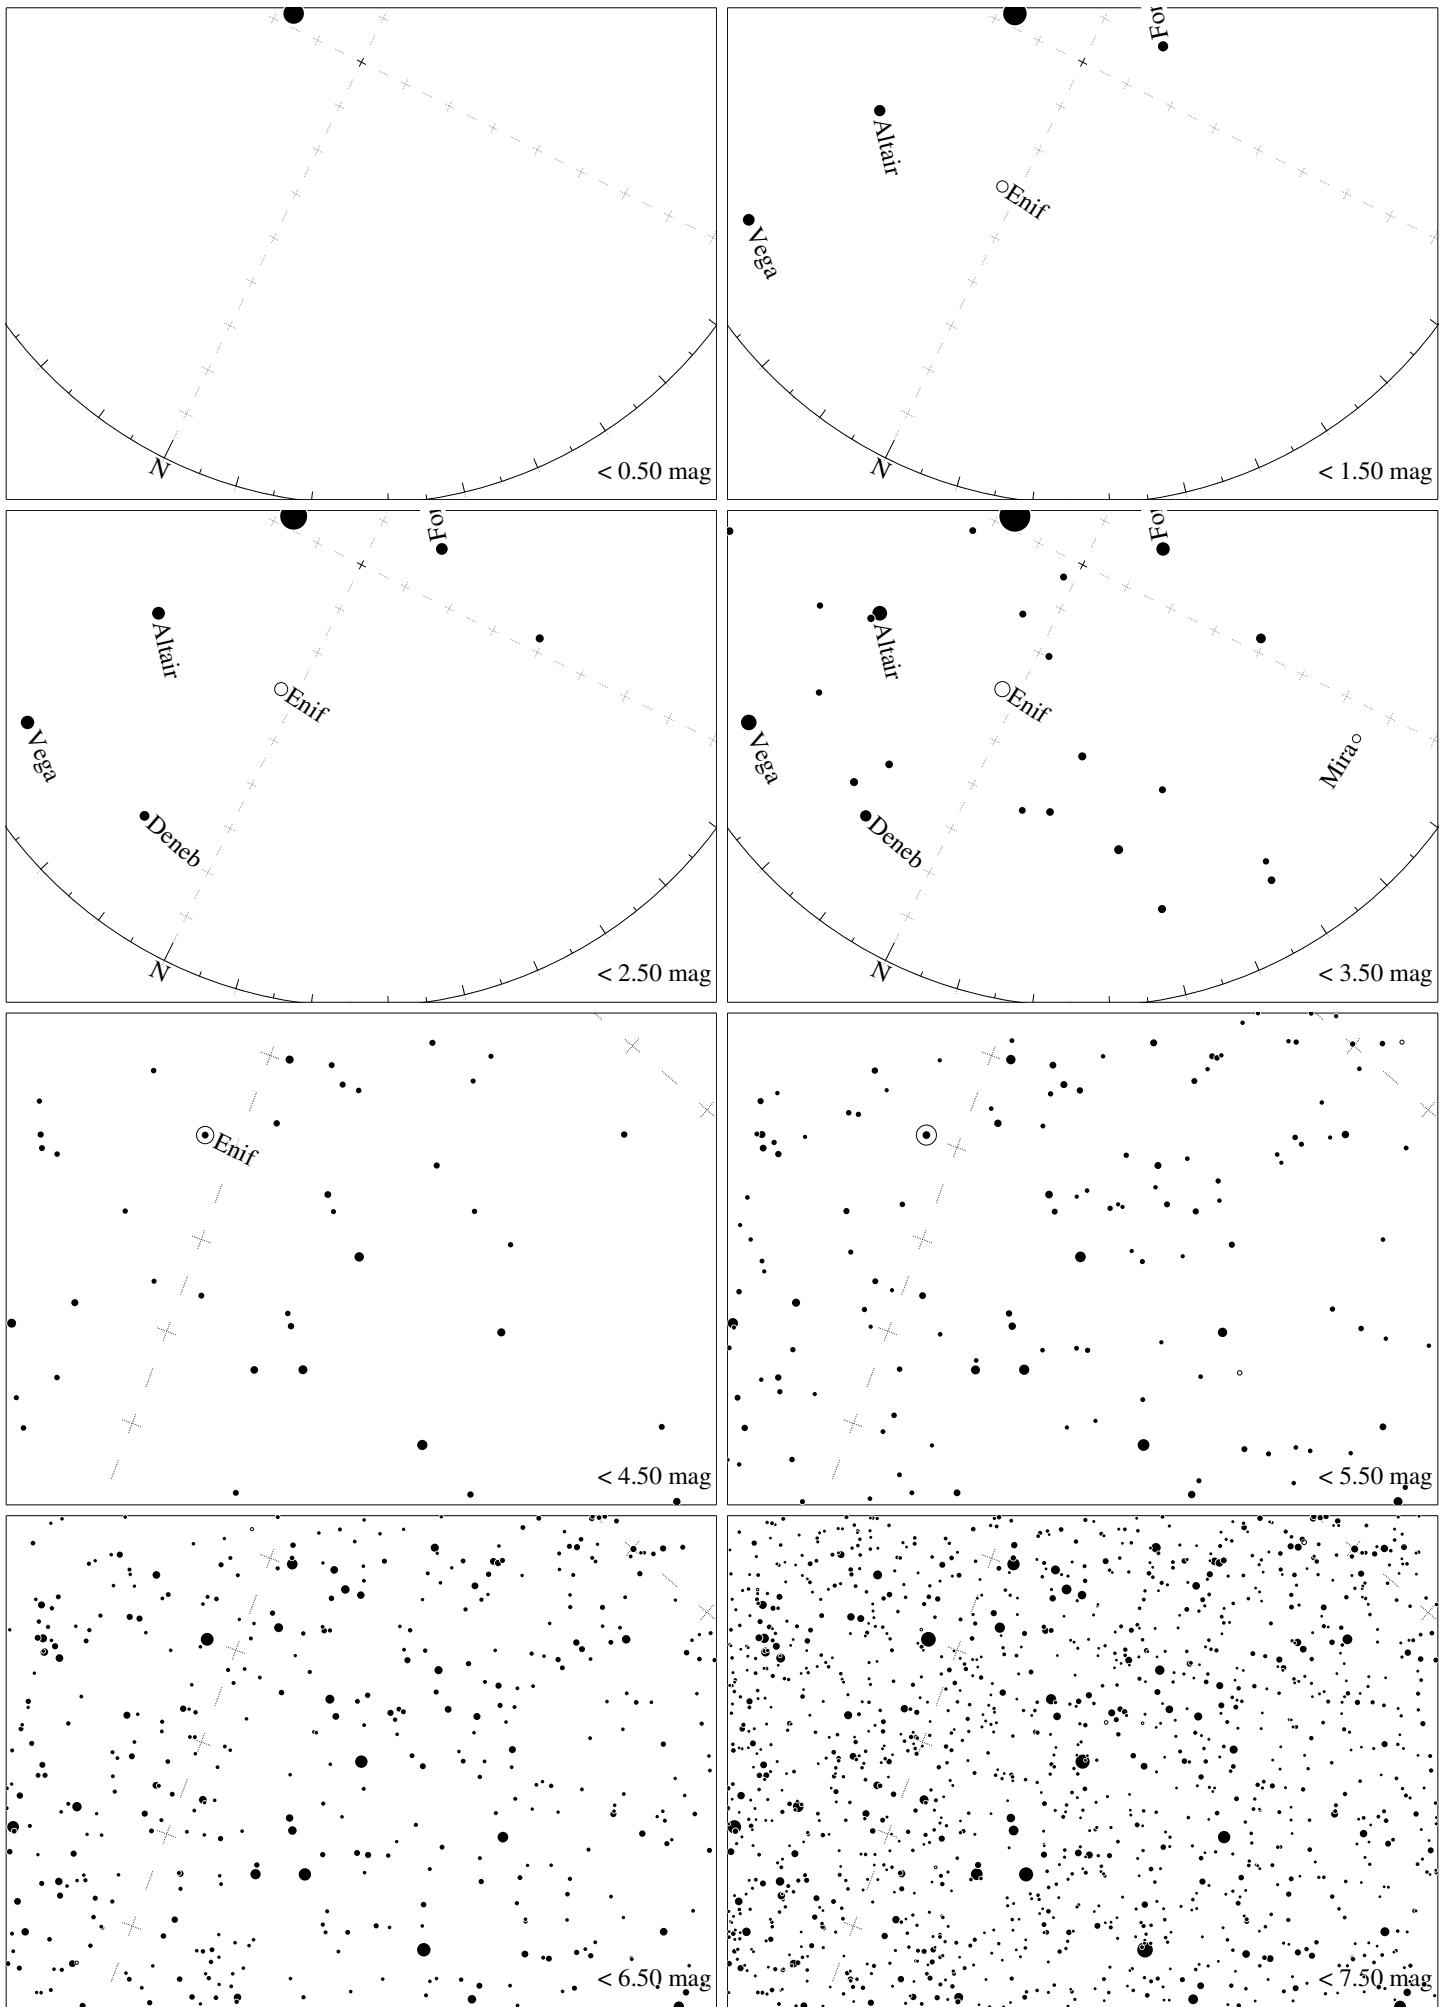 Altair
Enif
Vega
N
< 0.50 mag
N
< 1.50 mag
Altair
Enif
Vega
Deneb
N
< 2.50 mag
Altair
Enif
Vega
Mira
Deneb
N
< 3.50 mag
Enif
< 4.50 mag
< 5.50 mag
< 6.50 mag
< 7.50 mag